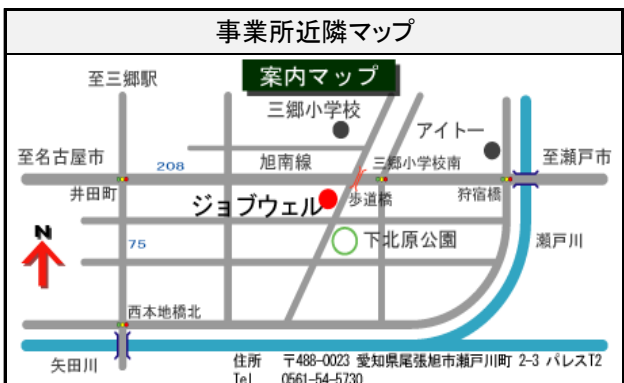 事業所近隣マップ
案内マップ
至三郷駅
三郷小学校
アイトー
至名古屋市
208
旭南線
三郷小学校南
至瀬戸市
井田町
ジョブウェル
歩道橋
狩宿橋
N
75
下北原公園
瀬戸川
西本地橋北
矢田川
住所 〒488-0023 愛知県尾張旭市瀬戸川町 2-3 パレスT2
Tel 0561-54-5730